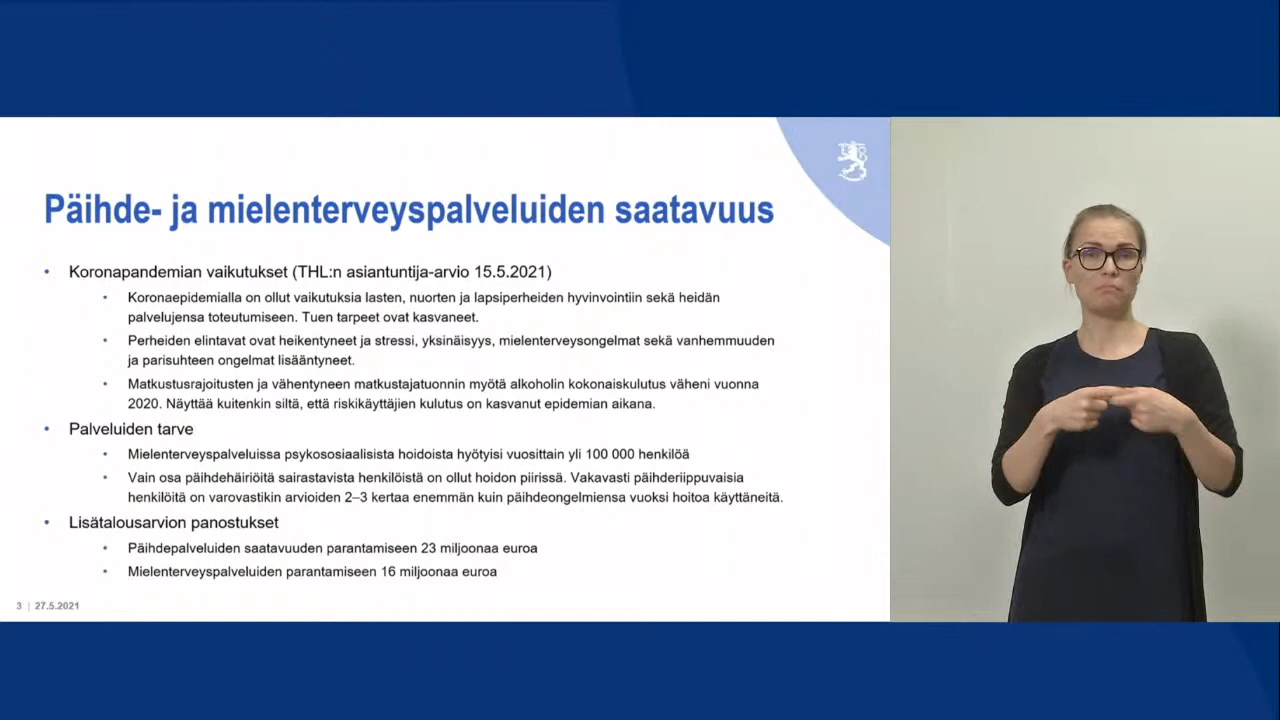 Päihde- ja mielenterveyspalveluiden saatavuus
• Koronapandemian vaikutukset (THL:n asiantuntija-arvio 15.5.2021)
• Koronaepidemialla on ollut vaikutuksia lasten, nuorten ja lapsiperheiden hyvinvointiin sekä heidän
palvelujensa toteutumiseen. Tuen tarpeet ovat kasvaneet.
• Perheiden elintavat ovat heikentyneet ja stressi, yksinäisyys, mielenterveysongelmat sekä vanhemmuuden
ja parisuhteen ongelmat lisääntyneet.
• Matkustusrajoitusten ja vähentyneen matkustajatuonnin myötä alkoholin kokonaiskulutus väheni vuonna
2020. Näyttää kuitenkin siltä, että riskikäyttäjien kulutus on kasvanut epidemian aikana.
• Palveluiden tarve
• Mielenterveyspalveluissa psykososiaalisista hoidoista hyötyisi vuosittain yli 100 000 henkilöä
• Vain osa päihdehäiriöitä sairastavista henkilöistä on ollut hoidon piirissä. Vakavasti päihderiippuvaisia
henkilöitä on varovastikin arvioiden 2–3 kertaa enemmän kuin päihdeongelmiensa vuoksi hoitoa käyttäneitä.
• Lisätalousarvion panostukset
• Päihdepalveluiden saatavuuden parantamiseen 23 miljoonaa euroa
• Mielenterveyspalveluiden parantamiseen 16 miljoonaa euroa
3 | 27.5.2021